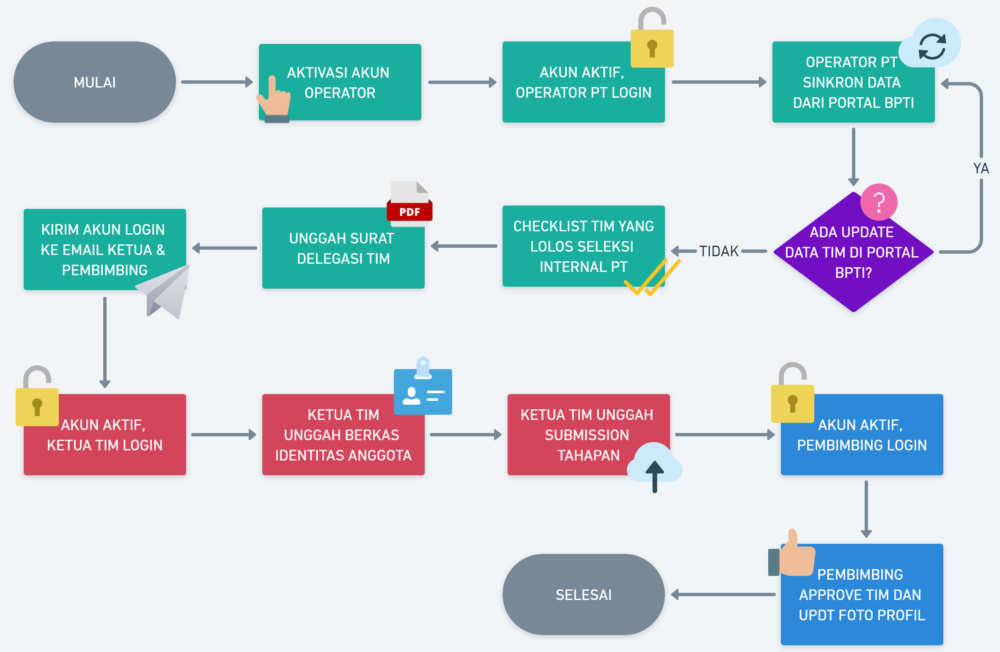 MULAI
AKTIVASI AKUN
OPERATOR
AKUN AKTIF,
OPERATOR PT LOGIN
OPERATOR PT
SINKRON DATA
DARI PORTAL BPTI
YA
ADA UPDATE
DATA TIM DI PORTAL
BPTI?
TIDAK
CHECKLIST TIM YANG
LOLOS SELEKSI
INTERNAL PT
PDF
UNGGAH SURAT
DELEGASI TIM
KIRIM AKUN LOGIN
KE EMAIL KETUA &
PEMBIMBING
AKUN AKTIF,
KETUA TIM LOGIN
KETUA TIM
UNGGAH BERKAS
IDENTITAS ANGGOTA
KETUA TIM UNGGAH
SUBMISSION
TAHAPAN
AKUN AKTIF,
PEMBIMBING LOGIN
PEMBIMBING
APPROVE TIM DAN
UPDT FOTO PROFIL
SELESAI